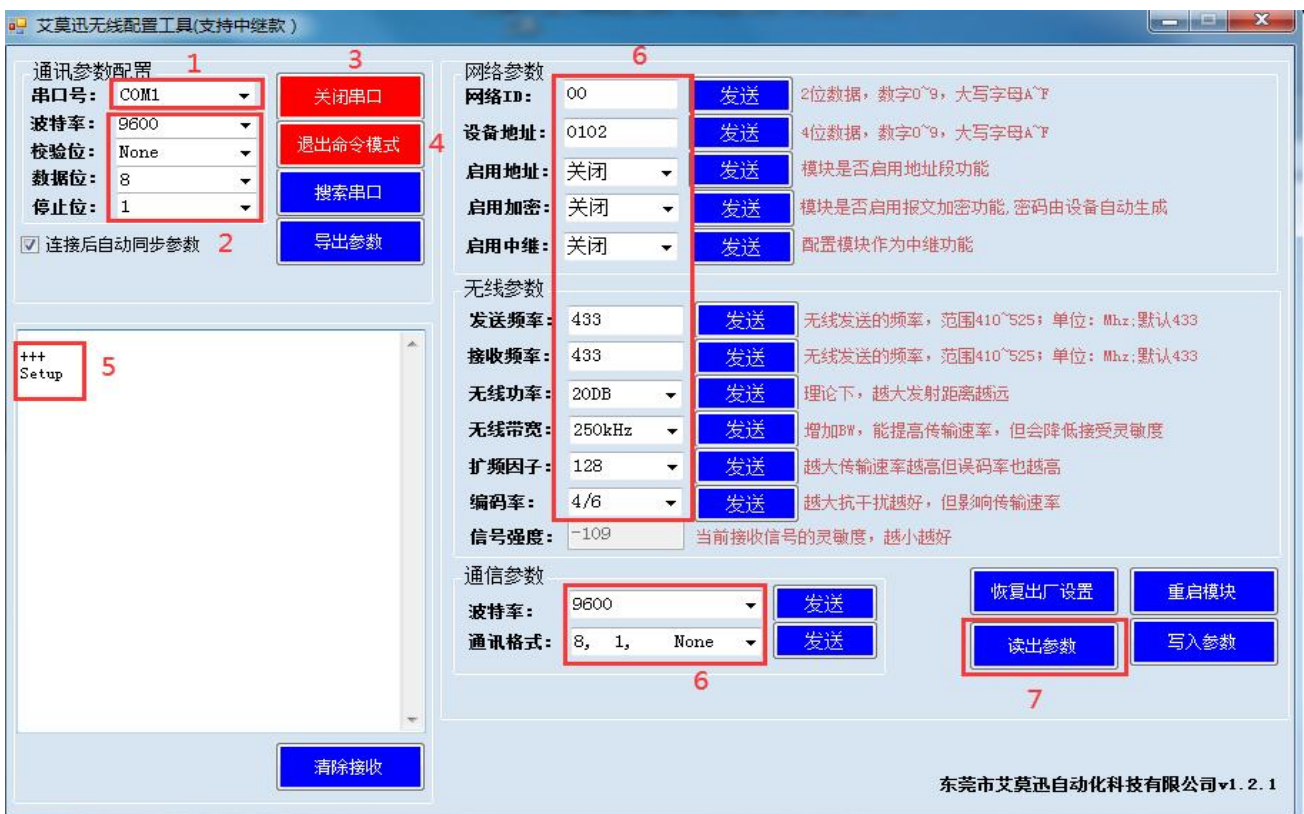 艾莫迅无线配置工具(支持中继款)
通讯参数配置 1
串口号: COM1
波特率: 9600
校验位: None
数据位: 8
停止位: 1
连接后自动同步参数 2
3
关闭串口
退出命令模式 4
搜索串口
导出参数
+++
Setup
5
清除接收
6
网络参数
网络ID: 00 发送 2位数据，数字0~9，大写字母A~F
设备地址: 0102 发送 4位数据，数字0~9，大写字母A~F
启用地址: 关闭 发送 模块是否启用地址段功能
启用加密: 关闭 发送 模块是否启用报文加密功能,密码由设备自动生成
启用中继: 关闭 发送 配置模块作为中继功能
无线参数
发送频率: 433 发送 无线发送的频率，范围410~525；单位：Mhz;默认433
接收频率: 433 发送 无线发送的频率，范围410~525；单位：Mhz;默认433
无线功率: 20DB 发送 理论下，越大发射距离越远
无线带宽: 250kHz 发送 增加BW，能提高传输速率，但会降低接受灵敏度
扩频因子: 128 发送 越大传输速率越高但误码率也越高
编码率: 4/6 发送 越大抗干扰越好，但影响传输速率
信号强度: -109 当前接收信号的灵敏度，越小越好
通信参数
波特率: 9600 发送
通讯格式: 8, 1, None 发送
6
恢复出厂设置 重启模块
读出参数 写入参数
7
东莞市艾莫迅自动化科技有限公司v1.2.1